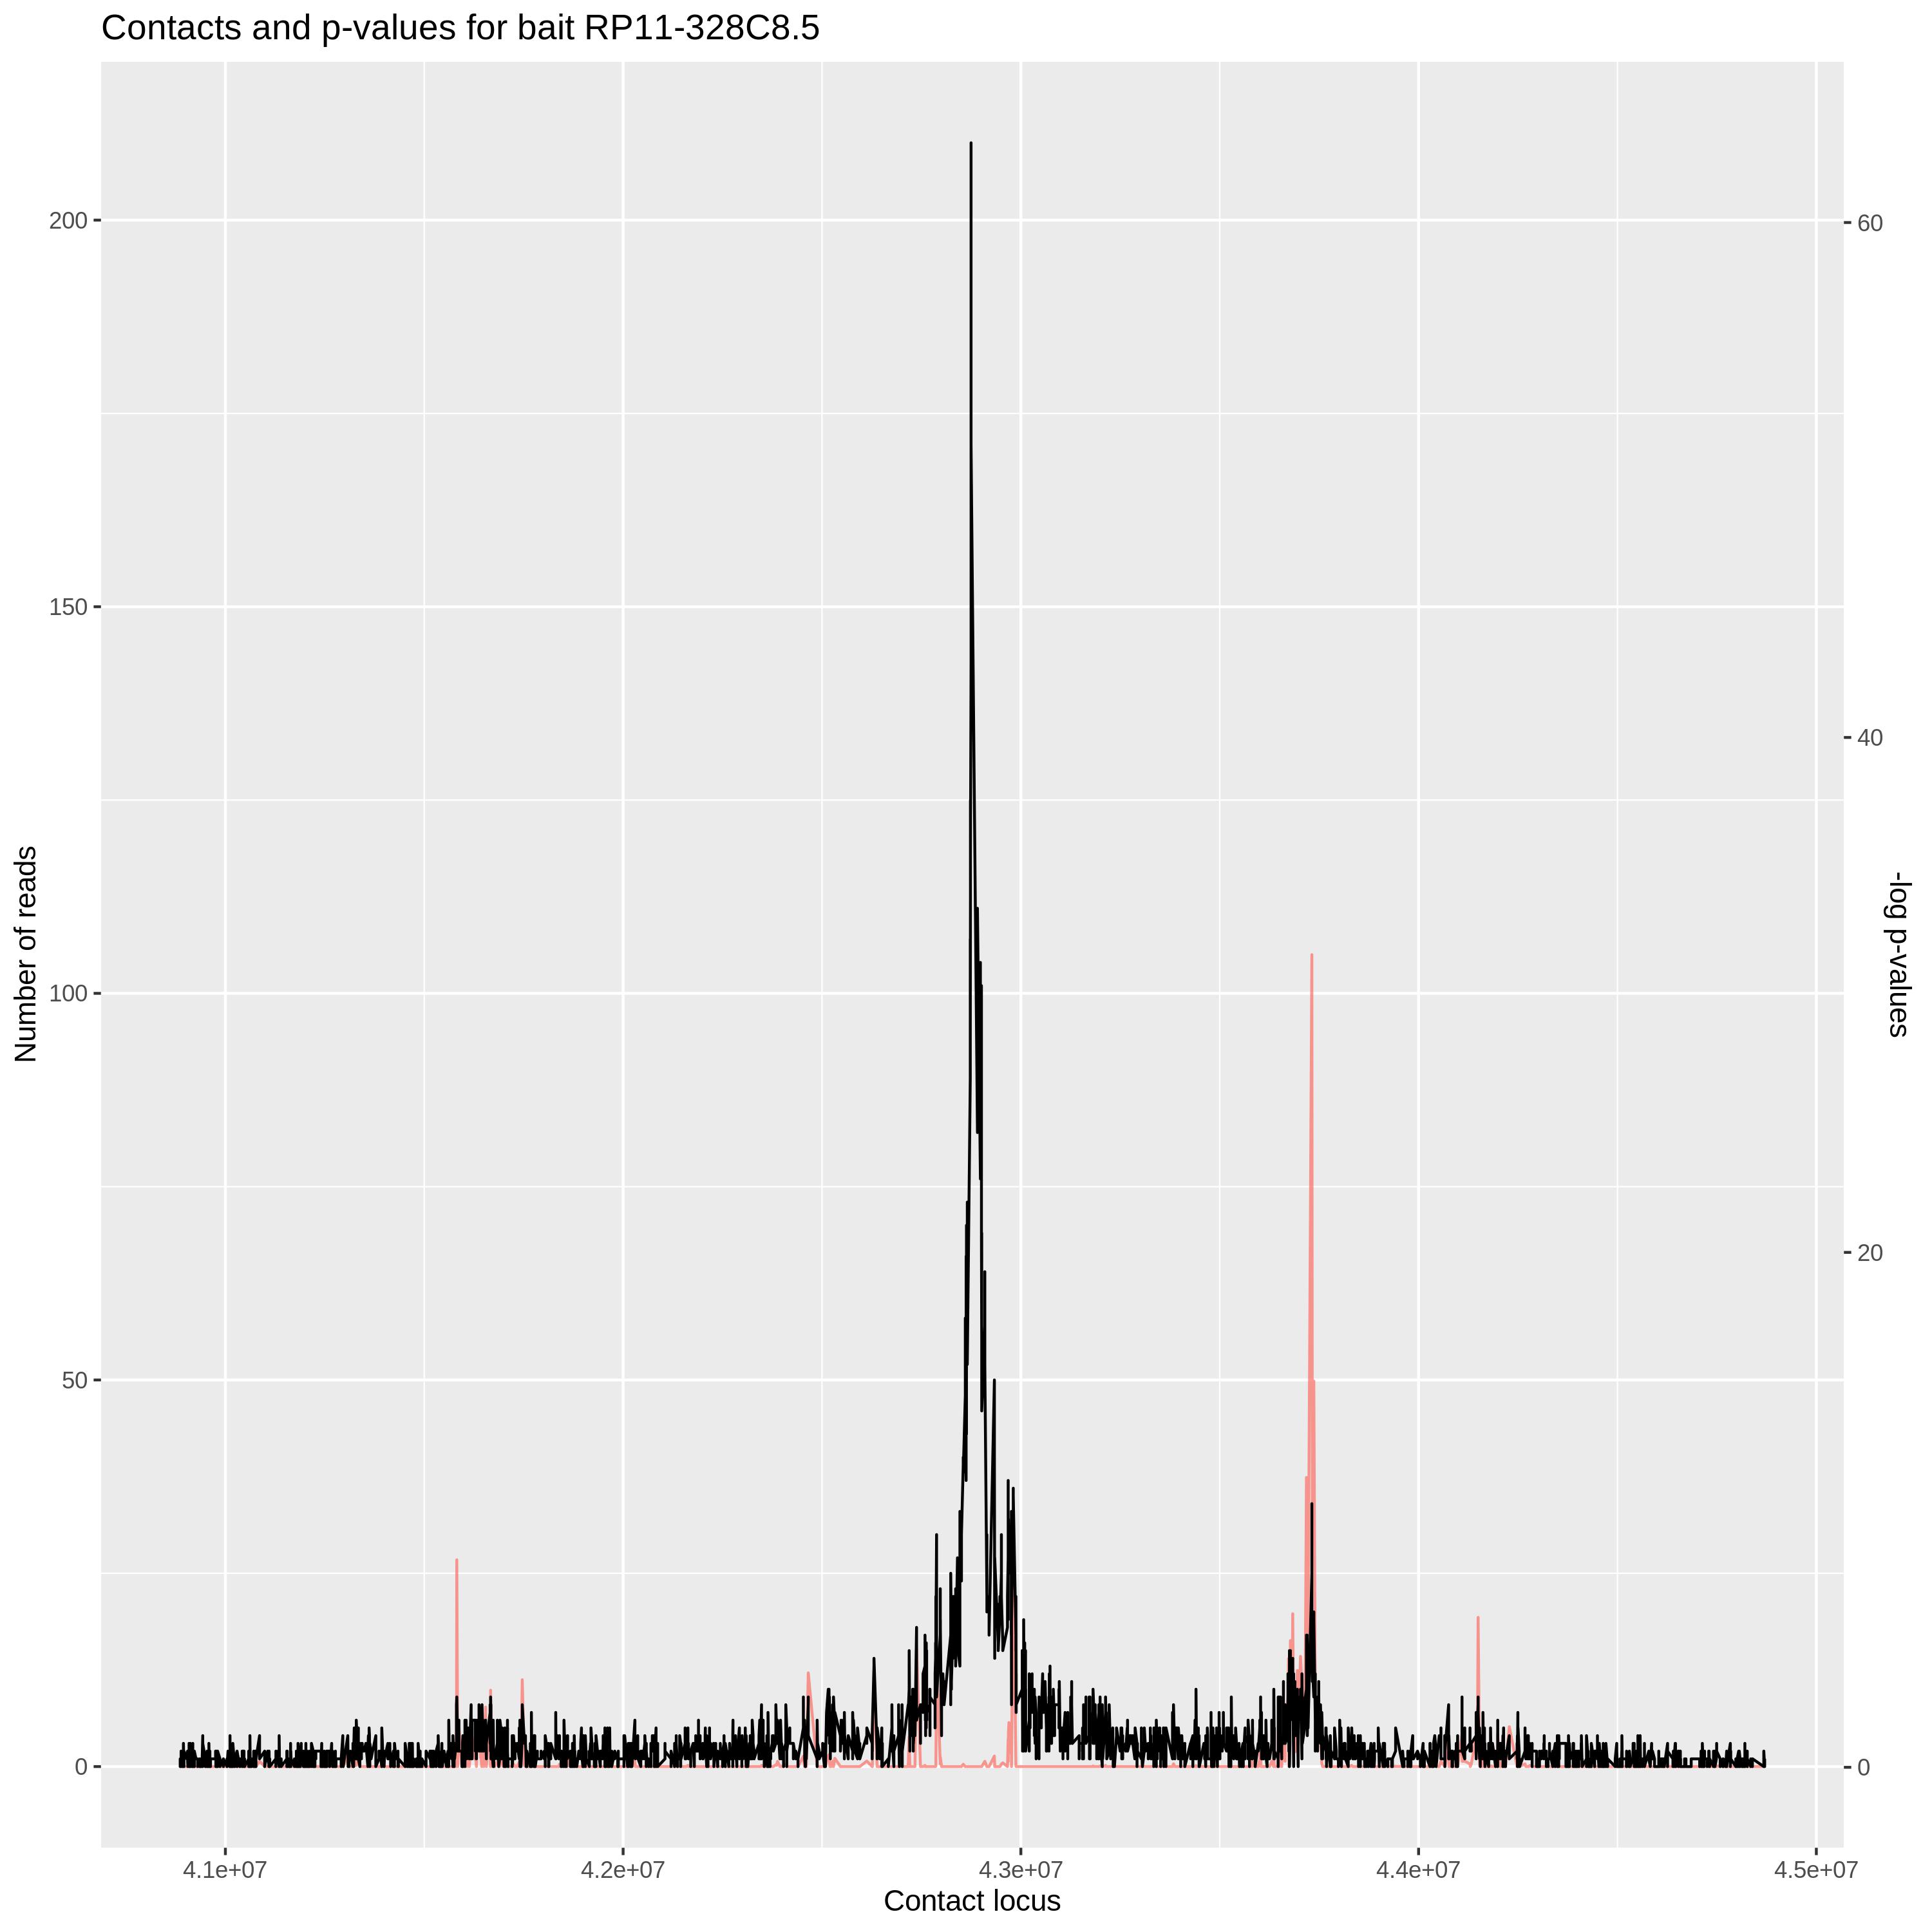 Contacts and p-values for bait RP11-328C8.5
200
150
100
50
0
Number of reads
60
40
20
0
-log p-values
4.1e+07 4.2e+07 4.3e+07 4.4e+07 4.5e+07
Contact locus